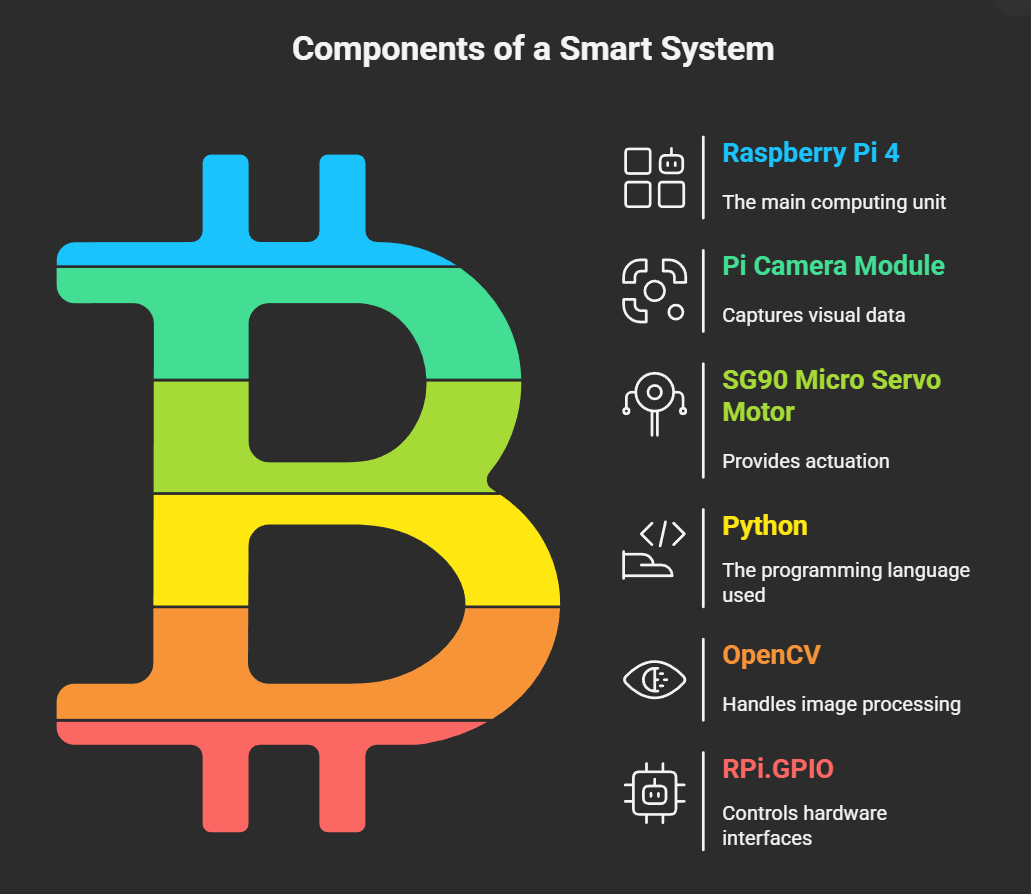 Components of a Smart System
Raspberry Pi 4
The main computing unit
Pi Camera Module
Captures visual data
SG90 Micro Servo
Motor
Provides actuation
Python
The programming language
used
OpenCV
Handles image processing
RPi.GPIO
Controls hardware
interfaces